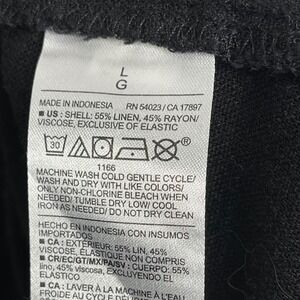 L
G
MADE IN INDONESIA RN 54023 / CA 17897
■ US : SHELL: 55% LINEN, 45% RAYON/
VISCOSE, EXCLUSIVE OF ELASTIC
30
1166
MACHINE WASH COLD GENTLE CYCLE/
WASH AND DRY WITH LIKE COLORS/
ONLY NON-CHLORINE BLEACH WHEN
NEEDED/ TUMBLE DRY LOW/ COOL
IRON AS NEEDED/ DO NOT DRY CLEAN
HECHO EN INDONESIA CON INSUMOS
IMPORTADOS
■ CA : EXTÉRIEUR: 55% LIN, 45%
VISCOSE, ÉLASTIQUE NON COMPRIS
■ CR/EC/GT/MX/PA/SV : CUERPO: 55%
lino, 45% viscosa, EXCLUYENDO EL
ELÁSTICO
■ CA : LAVER À LA MACHINE À L'EAU
FROIDE AU CYCLE DÉLICAT